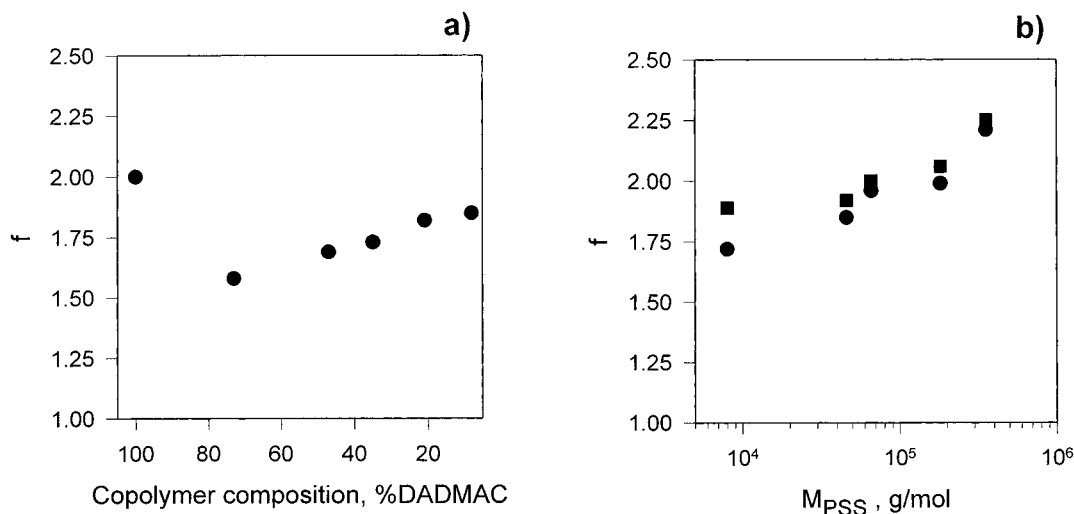 a)
2.50
2.25
2.00
f
1.75
1.50
1.25
1.00
100 80 60 40 20
Copolymer composition, %DADMAC
b)
2.50
2.25
2.00
f
1.75
1.50
1.25
1.00
10⁴ 10⁵ 10⁶
M_PSS , g/mol